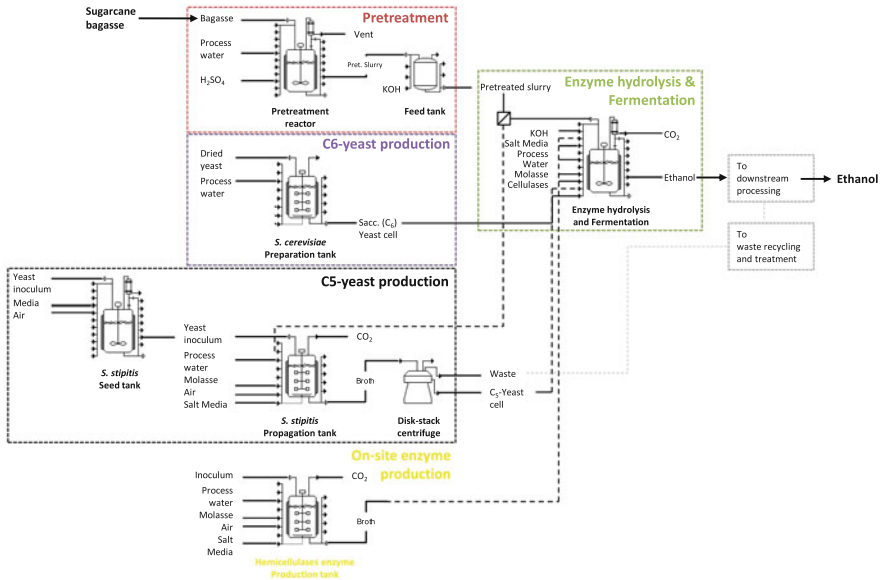 Sugarcane
bagasse
Pretreatment
Bagasse
Vent
Process
water
H₂SO₄
Pret. Slurry
KOH
Pretreatment
reactor
Feed tank
Enzyme hydrolysis &
Fermentation
Pretreated slurry
KOH
Salt Media
Process
Water
Molasse
Cellulases
CO₂
Ethanol
Enzyme hydrolysis
and Fermentation
To
downstream
processing
Ethanol
To
waste recycling
and treatment
C6-yeast production
Dried
yeast
Process
water
Sacc. (C₆)
Yeast cell
S. cerevisiae
Preparation tank
C5-yeast production
Yeast
inoculum
Media
Air
S. stipitis
Seed tank
Yeast
inoculum
Process
water
Molasse
Air
Salt Media
CO₂
Broth
S. stipitis
Propagation tank
Disk-stack
centrifuge
Waste
C₅-Yeast
cell
On-site enzyme
production
Inoculum
Process
water
Molasse
Air
Salt
Media
CO₂
Broth
Hemicellulases enzyme
Production tank